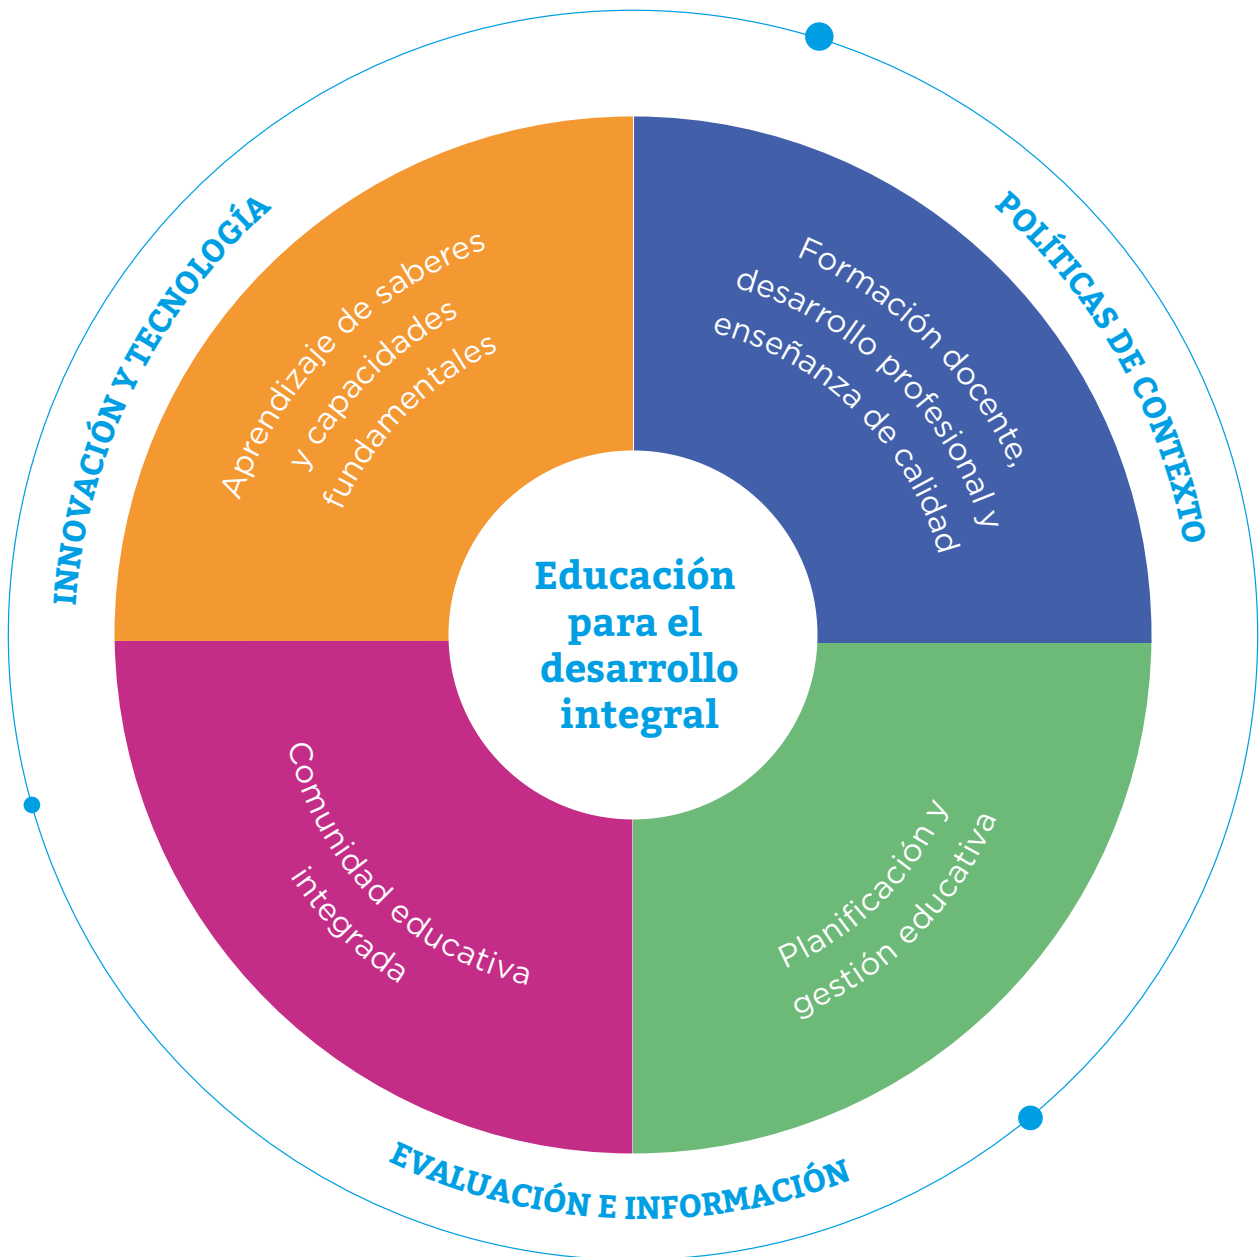 INNOVACIÓN Y TECNOLOGÍA
POLÍTICAS DE CONTEXTO
Aprendizaje de saberes
y capacidades
fundamentales
Formación docente,
desarrollo profesional y
enseñanza de calidad
Educación
para el
desarrollo
integral
Comunidad educativa
integrada
Planificación y
gestión educativa
EVALUACIÓN E INFORMACIÓN